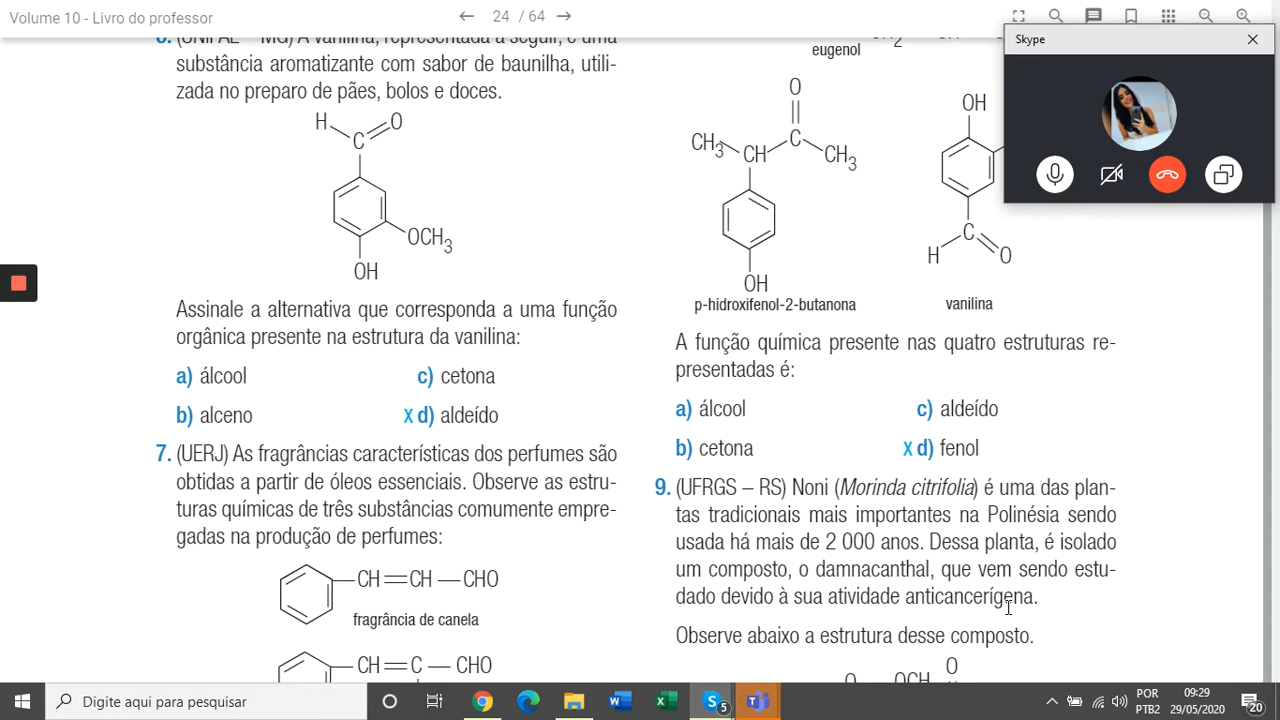 Volume 10 - Livro do professor
24 / 64
Skype
6. (UNIFAL – MG) A vanilina, representada a seguir, é uma
substância aromatizante com sabor de baunilha, utili-
zada no preparo de pães, bolos e doces.
H
O
C
OCH3
OH
Assinale a alternativa que corresponda a uma função
orgânica presente na estrutura da vanilina:
a) álcool
c) cetona
b) alceno
X d) aldeído
7. (UERJ) As fragrâncias características dos perfumes são
obtidas a partir de óleos essenciais. Observe as estru-
turas químicas de três substâncias comumente empre-
gadas na produção de perfumes:
CH = CH — CHO
fragrância de canela
CH = C — CHO
eugenol
O
CH3
CH
C
CH3
OH
p-hidroxifenol-2-butanona
OH
C
H
O
vanilina
A função química presente nas quatro estruturas re-
presentadas é:
a) álcool
c) aldeído
b) cetona
X d) fenol
9. (UFRGS – RS) Noni (Morinda citrifolia) é uma das plan-
tas tradicionais mais importantes na Polinésia sendo
usada há mais de 2 000 anos. Dessa planta, é isolado
um composto, o damnacanthal, que vem sendo estu-
dado devido à sua atividade anticancerígena.
Observe abaixo a estrutura desse composto.
O
Digite aqui para pesquisar
5
POR
PTB2
09:29
29/05/2020
20